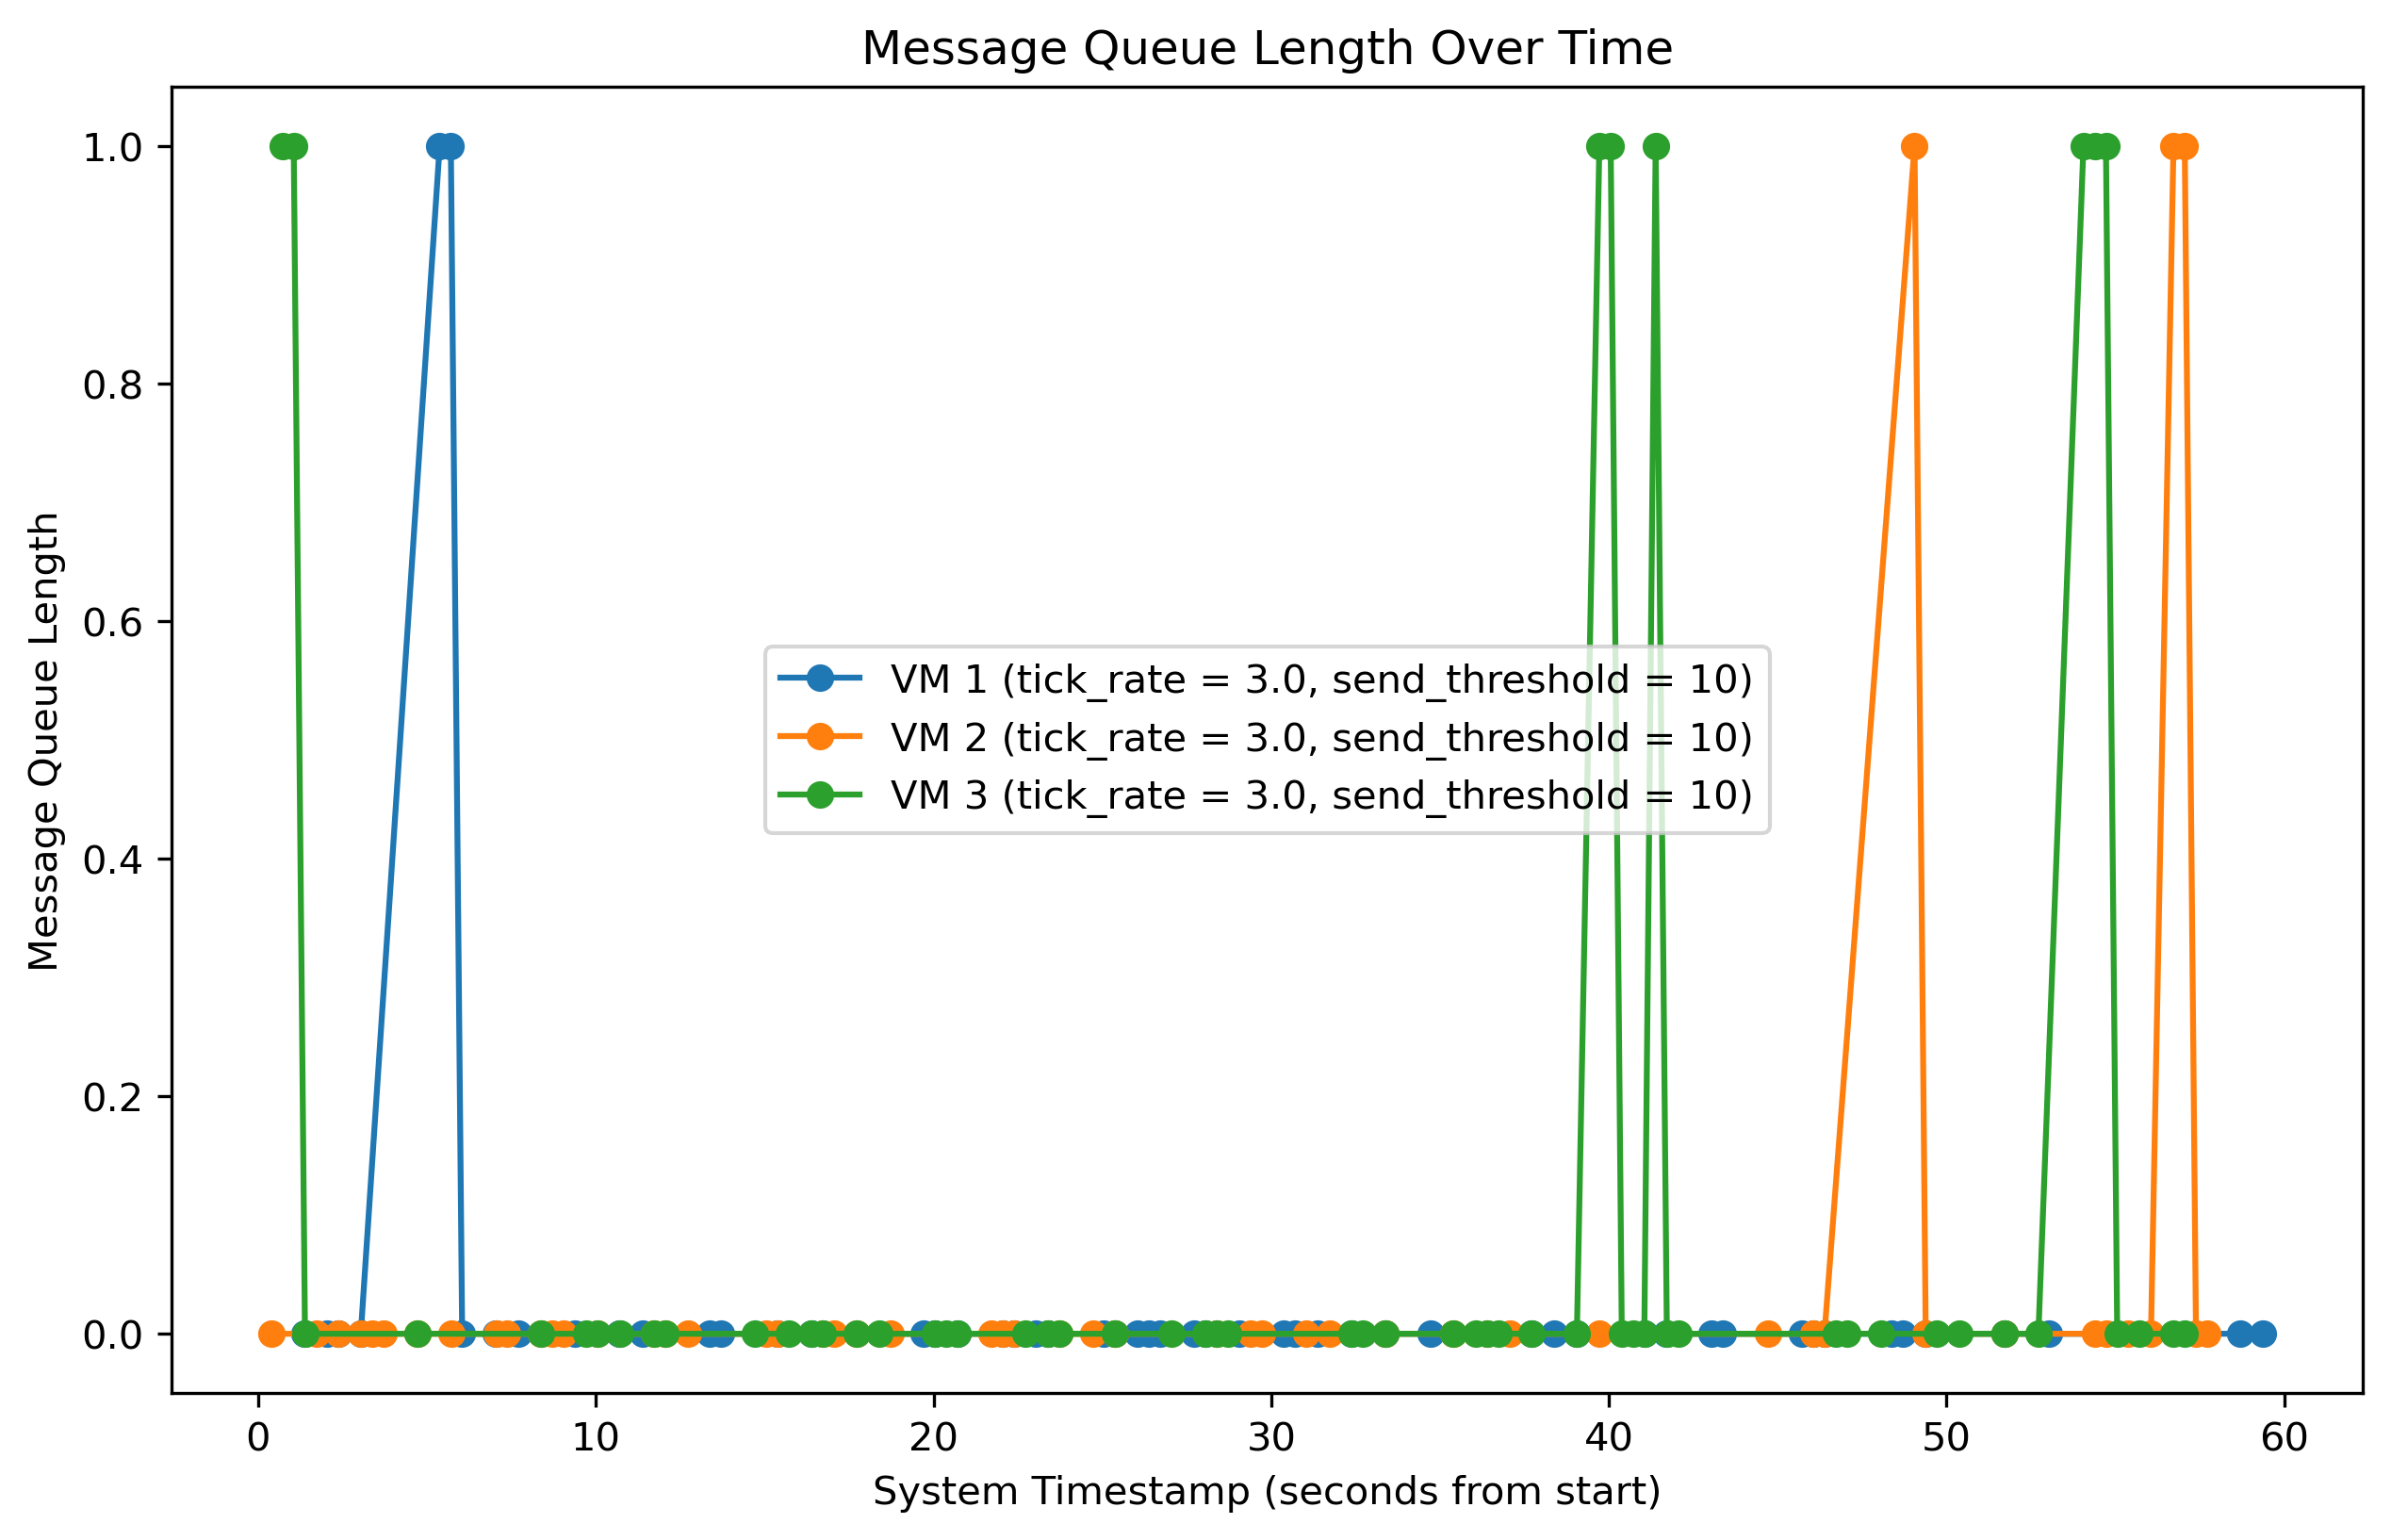 Message Queue Length Over Time
Message Queue Length
1.0
0.8
0.6
0.4
0.2
0.0
VM 1 (tick_rate = 3.0, send_threshold = 10)
VM 2 (tick_rate = 3.0, send_threshold = 10)
VM 3 (tick_rate = 3.0, send_threshold = 10)
0 10 20 30 40 50 60
System Timestamp (seconds from start)